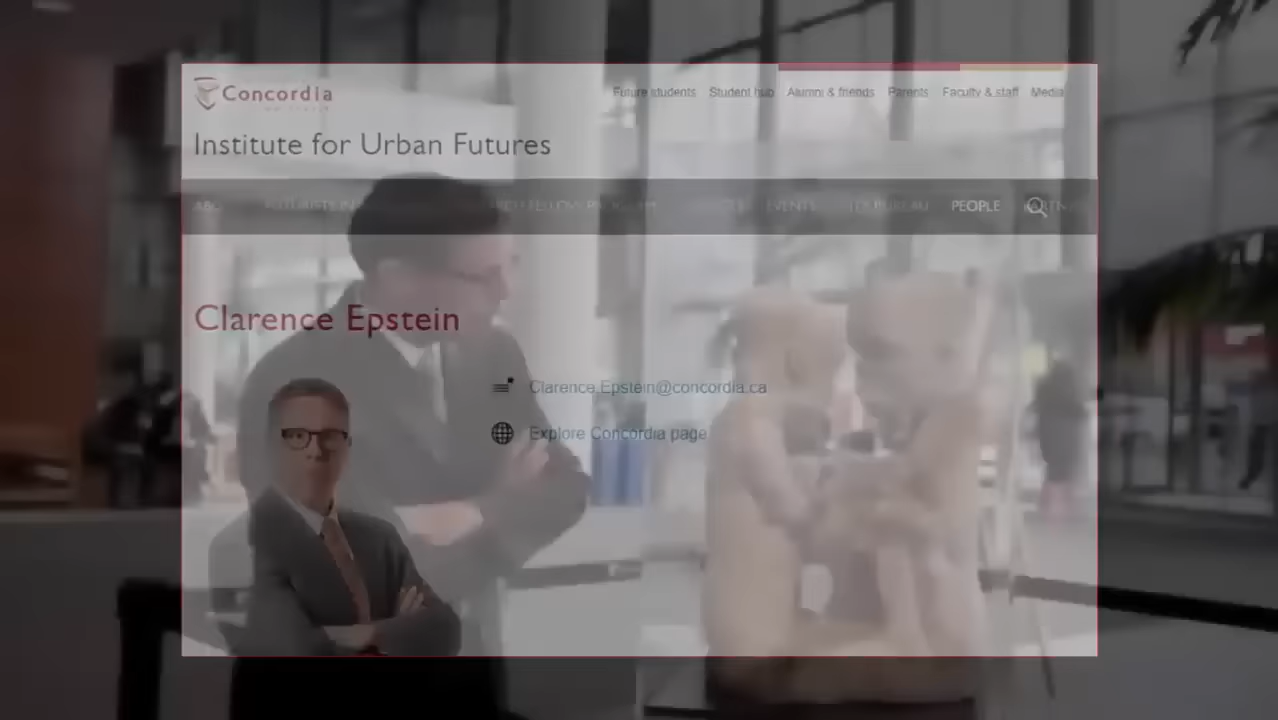 Concordia
Future students Student hub Alumni & friends Parents Faculty & staff Media
Institute for Urban Futures
EVENTS PEOPLE
Clarence Epstein
Clarence.Epstein@concordia.ca
Explore Concordia page